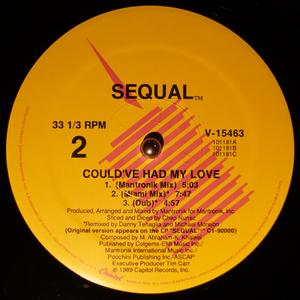 SEQUAL™
33 1/3 RPM
V-15463
101181A
101181B
101181C
2
COULD'VE HAD MY LOVE
1. (Mantronik Mix) 5:03
2. (Miami Mix)* 7:47
3. (Dub)* 4:57
Produced, Arranged and Mixed by Mantronik for Mantronik Inc.
Sliced and Diced by Chep Nunez
*Remixed by Danny Tenaglia and Michael Morejon
(Original version appears on the LP "SEQUAL" C1-90000)
Composed by M. Abraham-K. Khaleel
Published by Colgems-EMI Music Inc./
Mantronik International Music Inc./
Poochini Publishing Inc./ASCAP
Executive Producer Tim Carr
© 1989 Capitol Records, Inc.
Capitol